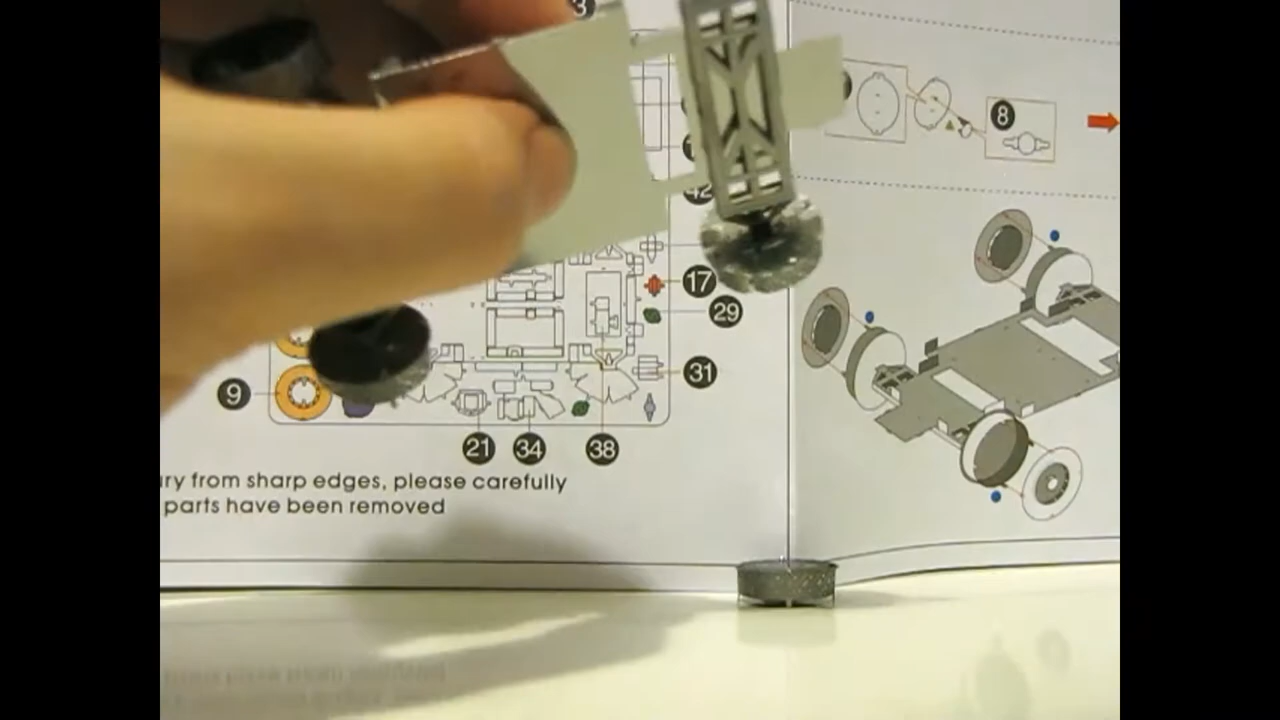 3
8
42
17
29
31
9
21 34 38
ry from sharp edges, please carefully
parts have been removed